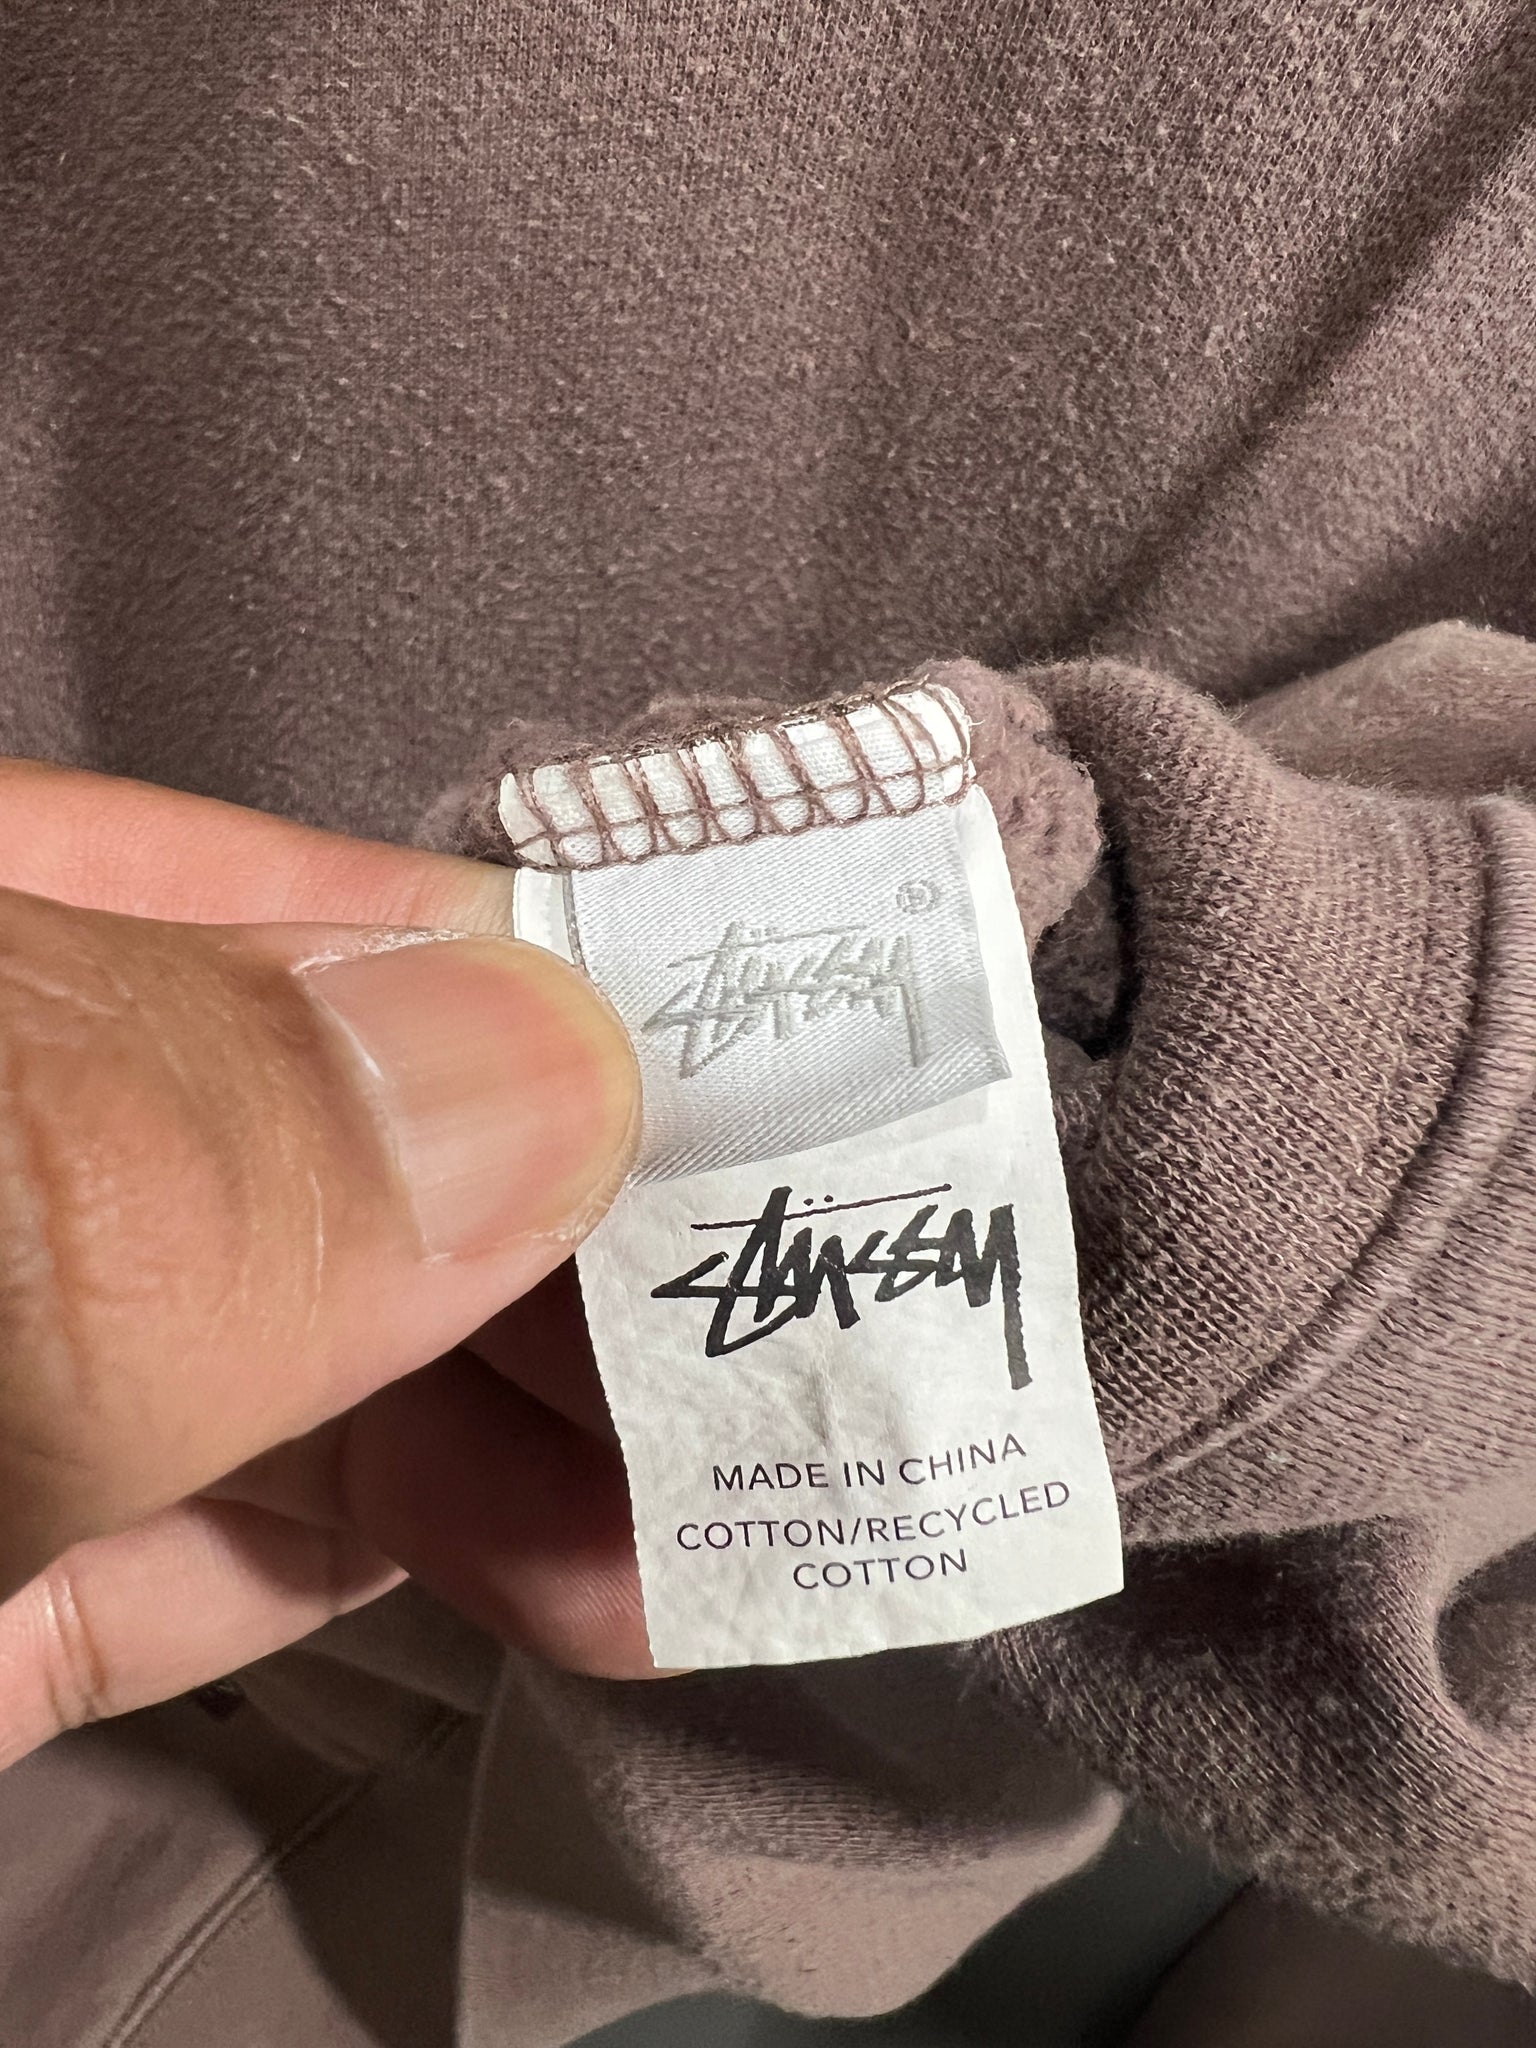 Stüssy ®
Stüssy
MADE IN CHINA
COTTON/RECYCLED
COTTON